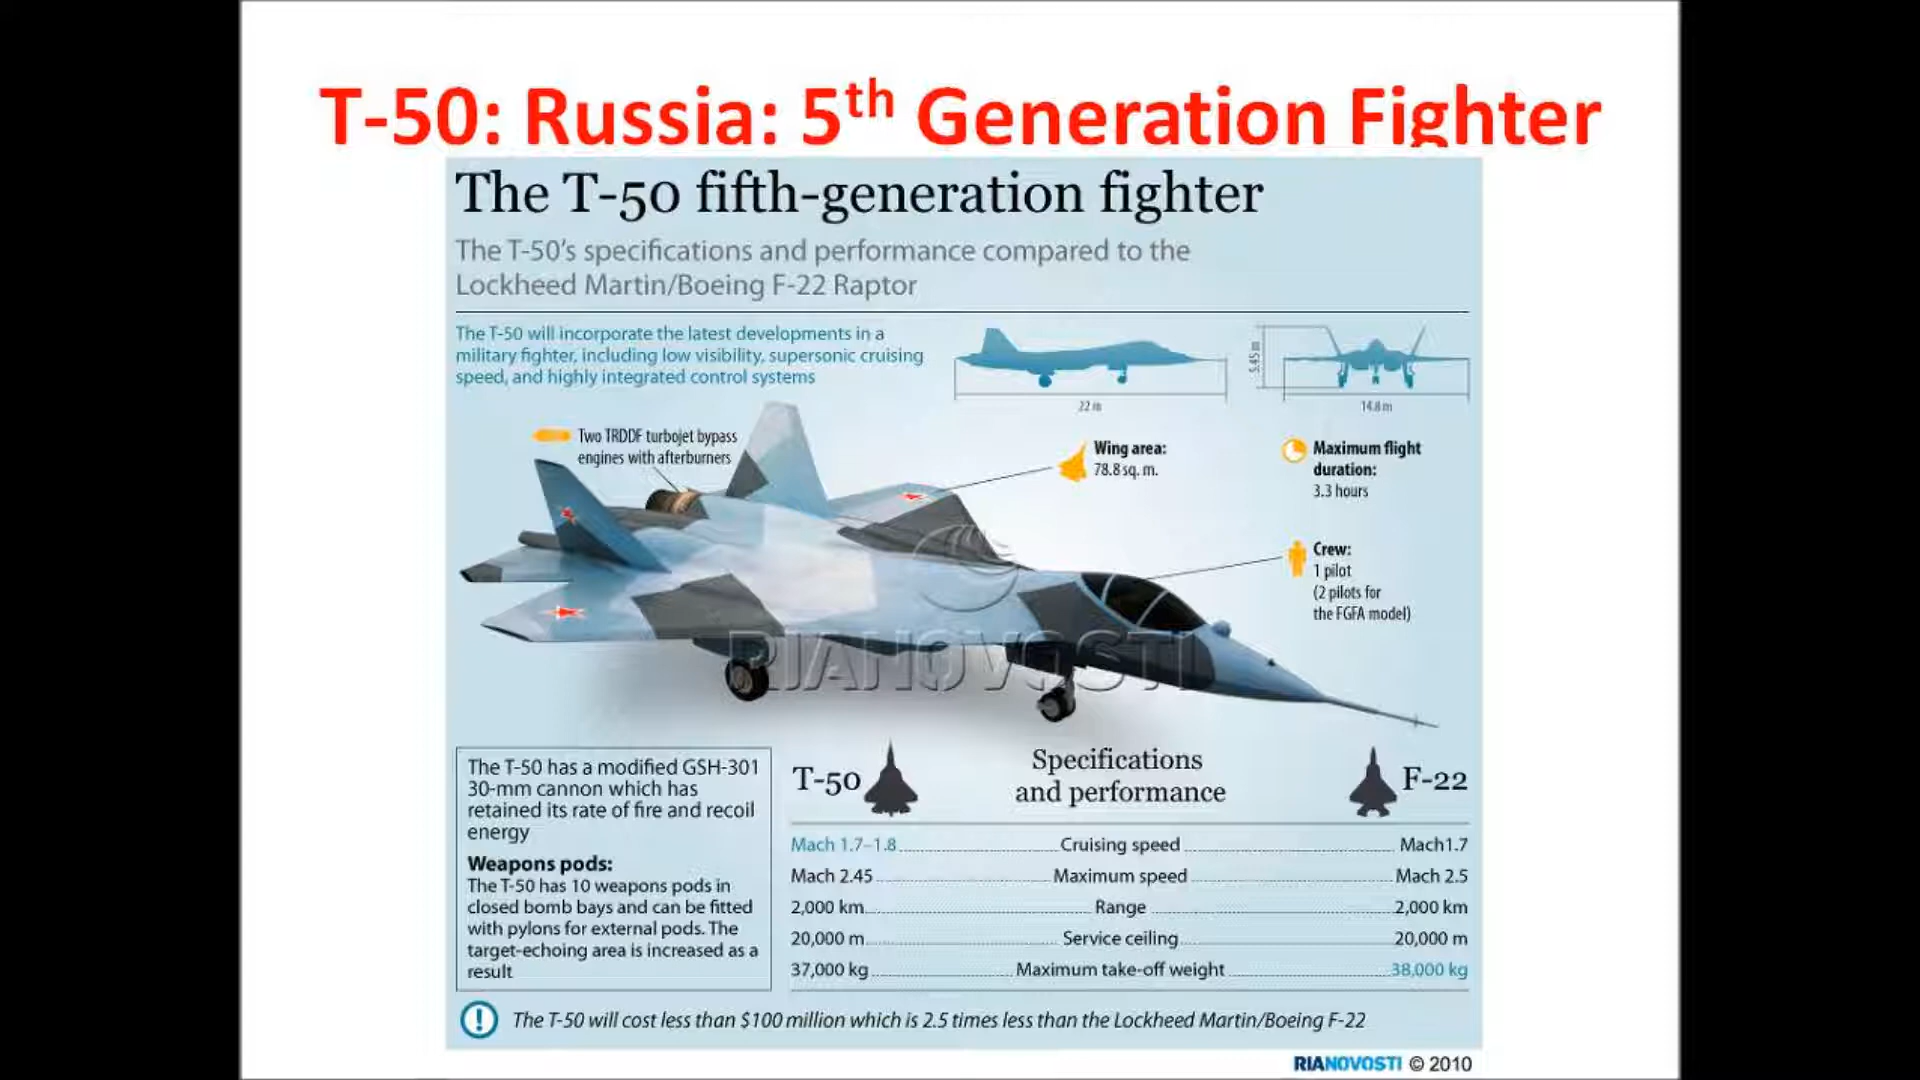 T-50: Russia: 5th Generation Fighter
The T-50 fifth-generation fighter
The T-50's specifications and performance compared to the
Lockheed Martin/Boeing F-22 Raptor
The T-50 will incorporate the latest developments in a
military fighter, including low visibility, supersonic cruising
speed, and highly integrated control systems
22 m
5.45 m
14.8 m
Two TRDDF turbojet bypass
engines with afterburners
Wing area:
78.8 sq. m.
Maximum flight
duration:
3.3 hours
Crew:
1 pilot
(2 pilots for
the FGFA model)
RIANOVOSTI
The T-50 has a modified GSH-301
30-mm cannon which has
retained its rate of fire and recoil
energy
Weapons pods:
The T-50 has 10 weapons pods in
closed bomb bays and can be fitted
with pylons for external pods. The
target-echoing area is increased as a
result
T-50 Specifications and performance F-22
Mach 1.7–1.8 Cruising speed Mach1.7
Mach 2.45 Maximum speed Mach 2.5
2,000 km Range 2,000 km
20,000 m Service ceiling 20,000 m
37,000 kg Maximum take-off weight 38,000 kg
The T-50 will cost less than $100 million which is 2.5 times less than the Lockheed Martin/Boeing F-22
RIANOVOSTI © 2010